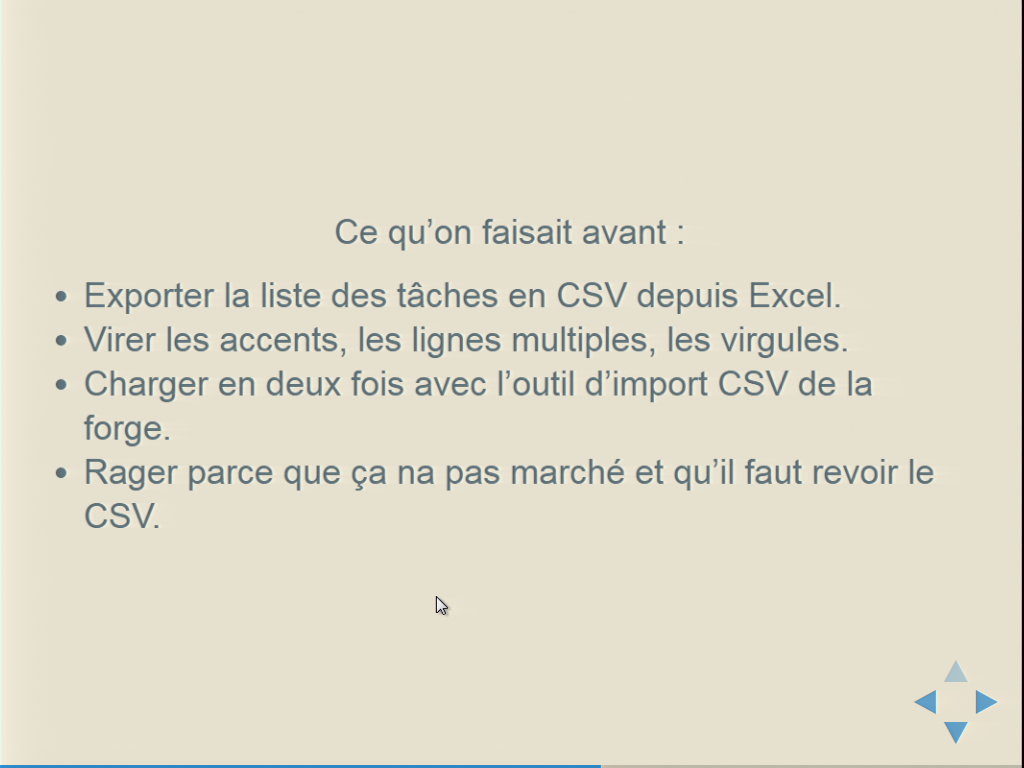 Ce qu’on faisait avant :
• Exporter la liste des tâches en CSV depuis Excel.
• Virer les accents, les lignes multiples, les virgules.
• Charger en deux fois avec l’outil d’import CSV de la
forge.
• Rager parce que ça na pas marché et qu’il faut revoir le
CSV.